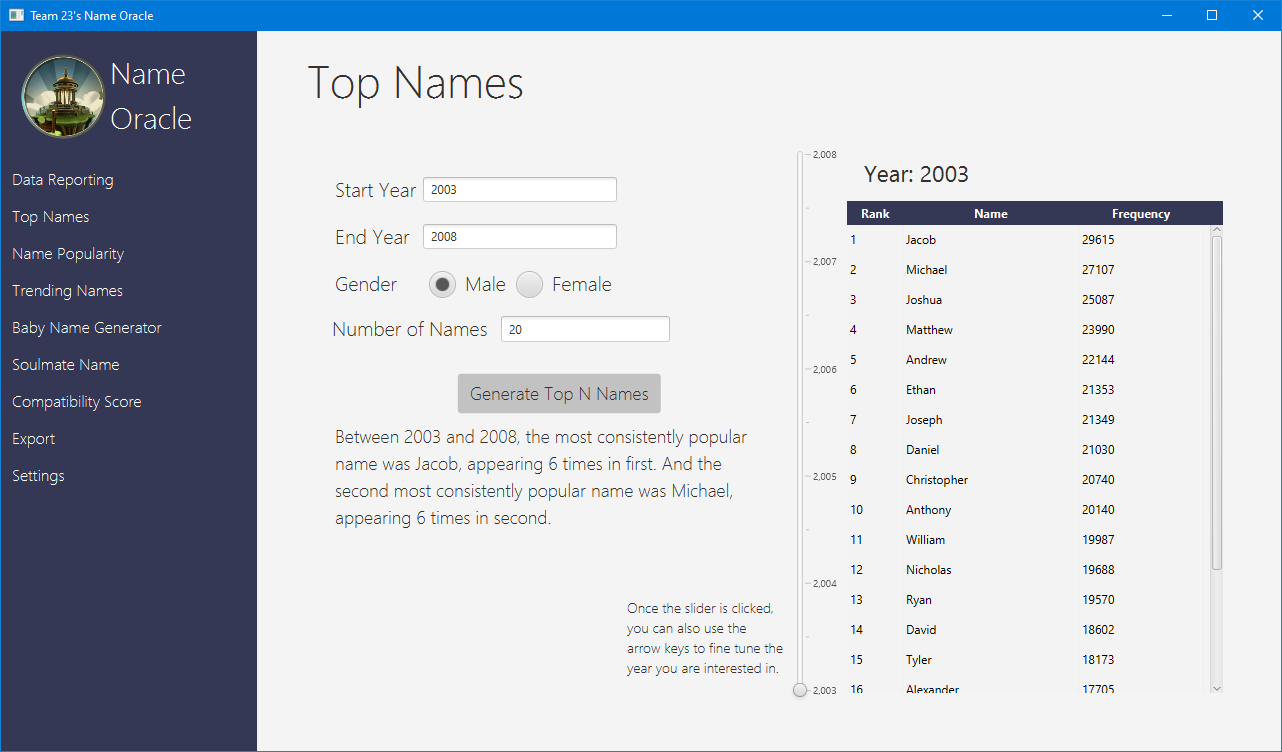 Team 23's Name Oracle
Name
Oracle
Data Reporting
Top Names
Name Popularity
Trending Names
Baby Name Generator
Soulmate Name
Compatibility Score
Export
Settings
Top Names
Start Year 2003
End Year 2008
Gender Male Female
Number of Names 20
Generate Top N Names
Between 2003 and 2008, the most consistently popular
name was Jacob, appearing 6 times in first. And the
second most consistently popular name was Michael,
appearing 6 times in second.
Once the slider is clicked,
you can also use the
arrow keys to fine tune the
year you are interested in.
2,008
2,007
2,006
2,005
2,004
2,003
Year: 2003
Rank Name Frequency
1 Jacob 29615
2 Michael 27107
3 Joshua 25087
4 Matthew 23990
5 Andrew 22144
6 Ethan 21353
7 Joseph 21349
8 Daniel 21030
9 Christopher 20740
10 Anthony 20140
11 William 19987
12 Nicholas 19688
13 Ryan 19570
14 David 18602
15 Tyler 18173
16 Alexander 17705